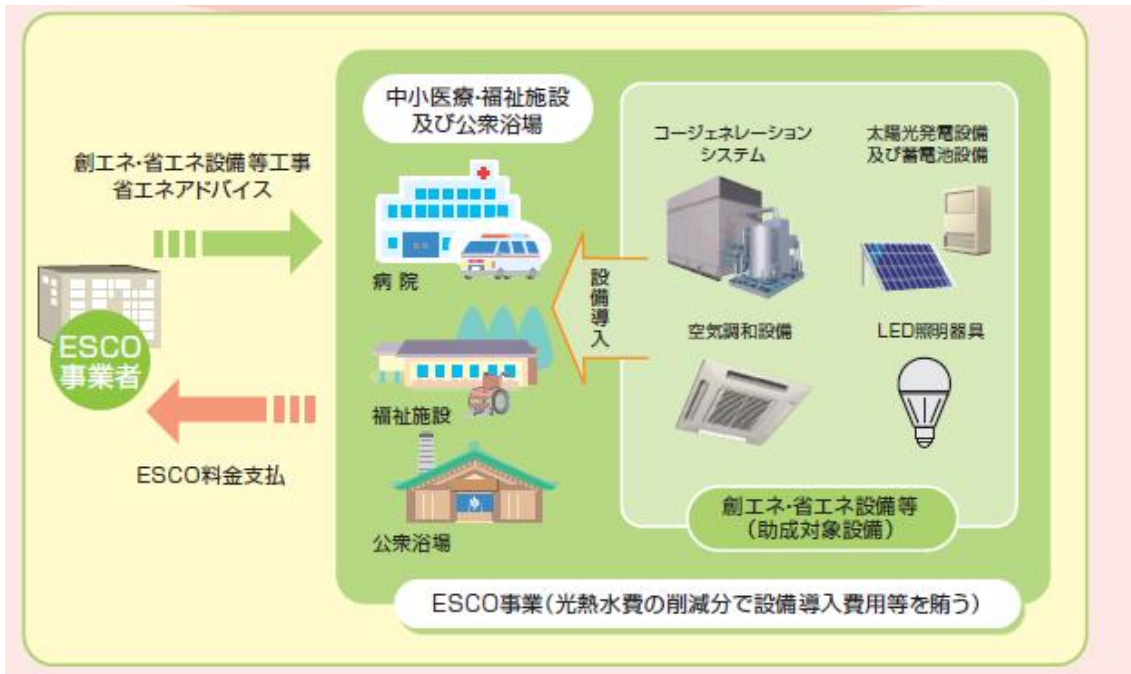 創エネ・省エネ設備等工事
省エネアドバイス
ESCO
事業者
ESCO料金支払
中小医療・福祉施設
及び公衆浴場
病院
福祉施設
公衆浴場
設備導入
コージェネレーション
システム
太陽光発電設備
及び蓄電池設備
空気調和設備
LED照明器具
創エネ・省エネ設備等
（助成対象設備）
ESCO事業（光熱水費の削減分で設備導入費用等を賄う）